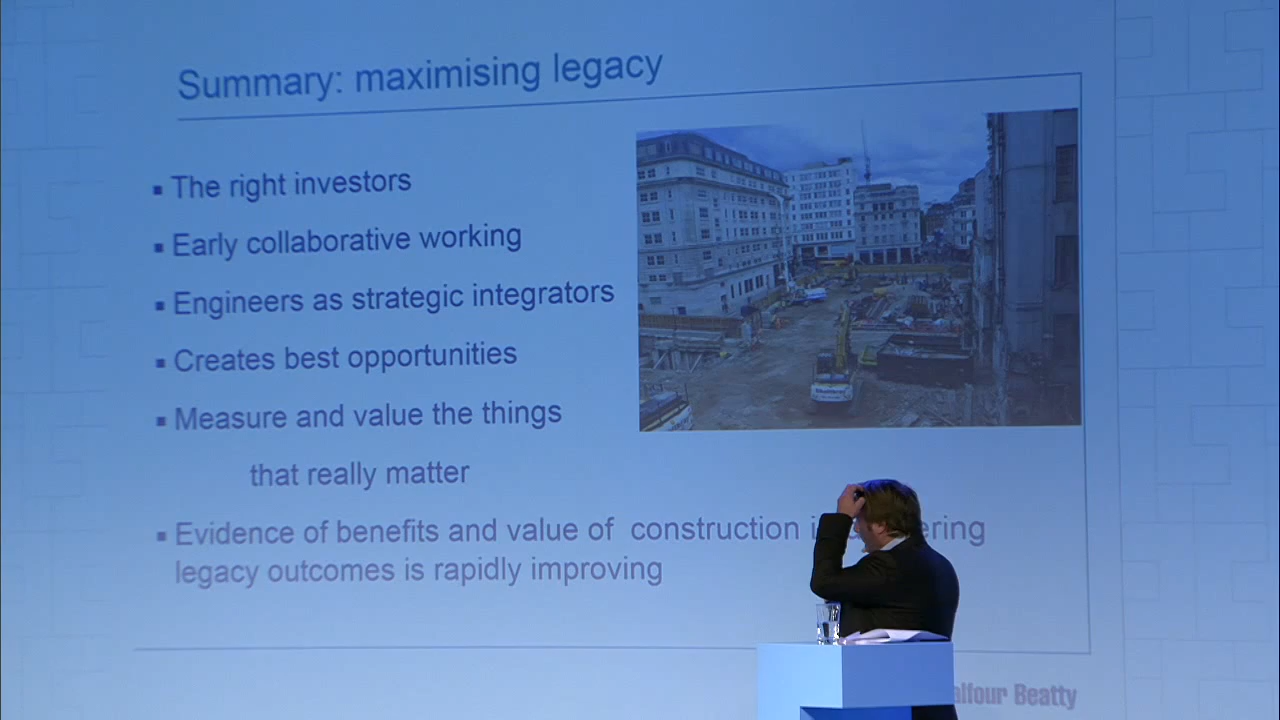 Summary: maximising legacy
▪ The right investors
▪ Early collaborative working
▪ Engineers as strategic integrators
▪ Creates best opportunities
▪ Measure and value the things
that really matter
▪ Evidence of benefits and value of construction
legacy outcomes is rapidly improving
alfour Beatty